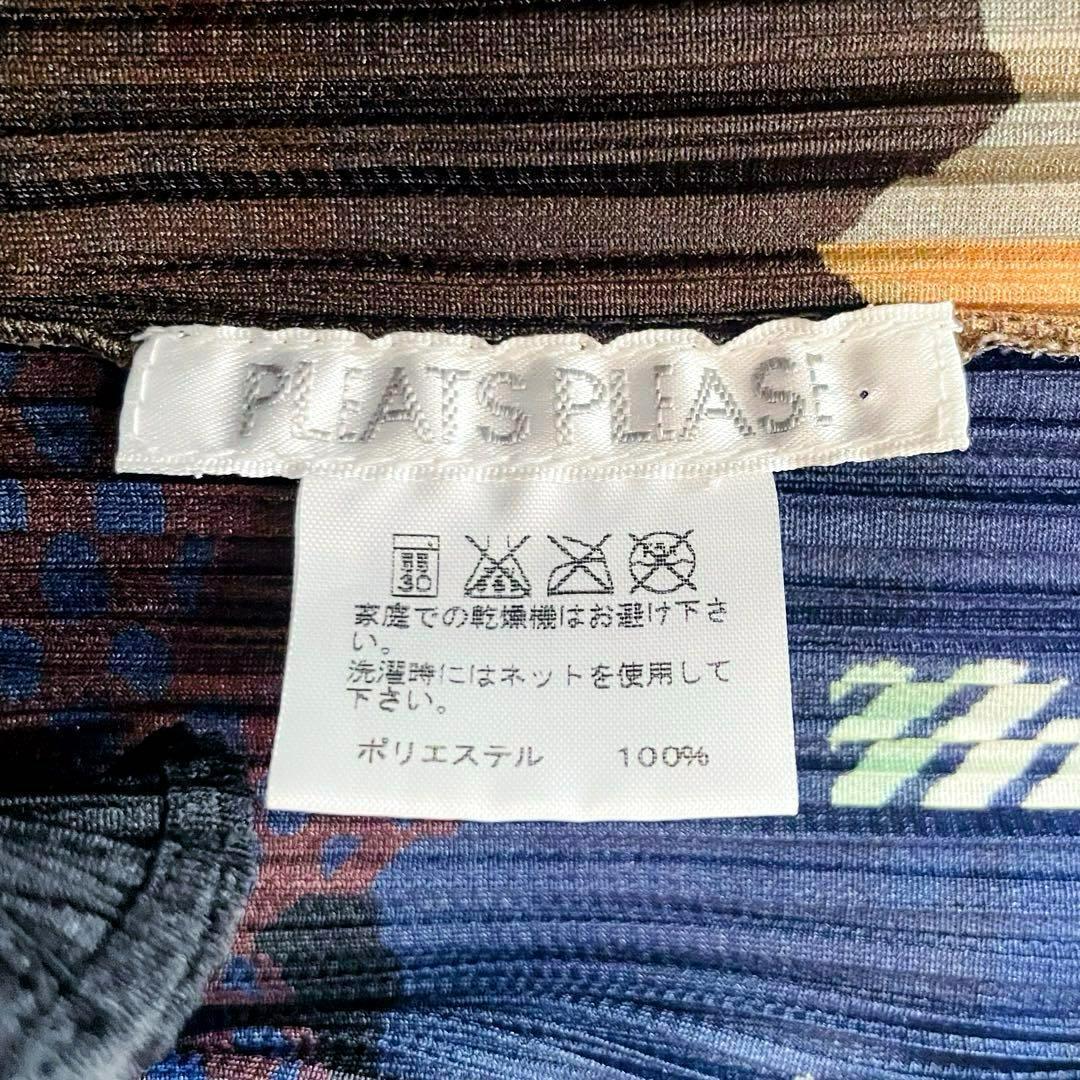 PLEATS PLEASE
30
家庭での乾燥機はお避け下さ
い。
洗濯時にはネットを使用して
下さい。
ポリエステル 100%